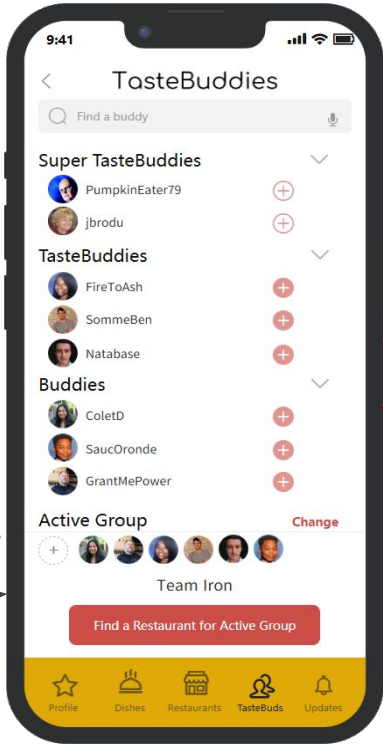 9:41
TasteBuddies
Find a buddy
Super TasteBuddies
PumpkinEater79
jbrodu
TasteBuddies
FireToAsh
SommeBen
Natabase
Buddies
ColetD
SaucOronde
GrantMePower
Active Group Change
Team Iron
Find a Restaurant for Active Group
Profile Dishes Restaurants TasteBuds Updates